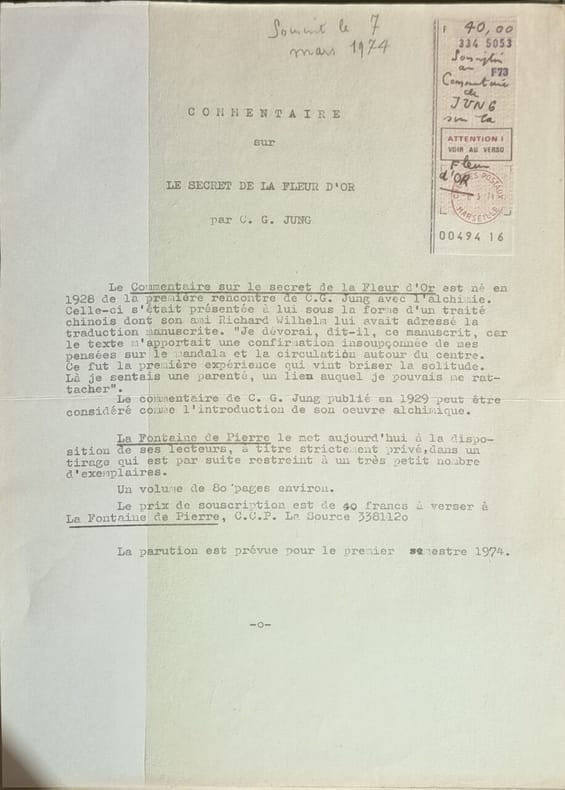 Souscrit le 7
mars 1974
F 40,00
334 5053
F73
Souscription
au
Commentaire
de
JUNG
sur la
ATTENTION !
VOIR AU VERSO
Fleur
d'OR
CHEQUES POSTAUX
MARSEILLE
00494 16
COMMENTAIRE
sur
LE SECRET DE LA FLEUR D'OR
par C. G. JUNG
Le Commentaire sur le secret de la Fleur d'Or est né en
1928 de la première rencontre de C.G. Jung avec l'alchimie.
Celle-ci s'était présentée à lui sous la forme d'un traité
chinois dont son ami Richard Wilhelm lui avait adressé la
traduction manuscrite. "Je dévorai, dit-il, ce manuscrit, car
le texte m'apportait une confirmation insoupçonnée de mes
pensées sur le mandala et la circulation autour du centre.
Ce fut la première expérience qui vint briser la solitude.
Là je sentais une parenté, un lien auquel je pouvais me rat-
tacher".
Le commentaire de C. G. Jung publié en 1929 peut être
considéré comme l'introduction de son oeuvre alchimique.
La Fontaine de Pierre le met aujourd'hui à la dispo-
sition de ses lecteurs, à titre strictement privé,dans un
tirage qui est par suite restreint à un très petit nombre
d'exemplaires.
Un volume de 80 pages environ.
Le prix de souscription est de 40 francs à verser à
La Fontaine de Pierre, C.C.P. La Source 3381120
La parution est prévue pour le premier semestre 1974.
-o-